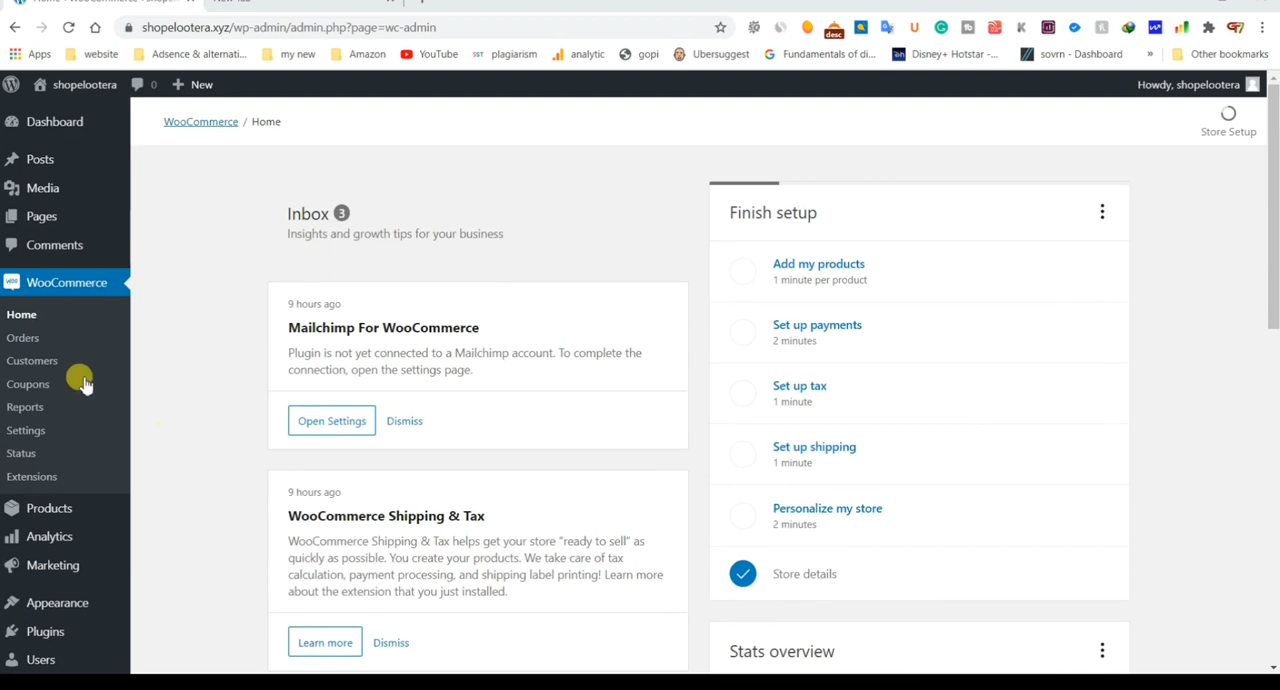 shopelootera.xyz/wp-admin/admin.php?page=wc-admin
desc
Apps website Adsence & alternati... my new Amazon YouTube SST plagiarism analytic gopi Ubersuggest Fundamentals of di... Disney+ Hotstar -... sovrn - Dashboard » Other bookmarks
shopelootera 0 New Howdy, shopelootera
Dashboard
Posts
Media
Pages
Comments
WooCommerce
Home
Orders
Customers
Coupons
Reports
Settings
Status
Extensions
Products
Analytics
Marketing
Appearance
Plugins
Users
WooCommerce / Home
Store Setup
Inbox 3
Insights and growth tips for your business
9 hours ago
Mailchimp For WooCommerce
Plugin is not yet connected to a Mailchimp account. To complete the
connection, open the settings page.
Open Settings Dismiss
9 hours ago
WooCommerce Shipping & Tax
WooCommerce Shipping & Tax helps get your store “ready to sell” as
quickly as possible. You create your products. We take care of tax
calculation, payment processing, and shipping label printing! Learn more
about the extension that you just installed.
Learn more Dismiss
Finish setup
Add my products
1 minute per product
Set up payments
2 minutes
Set up tax
1 minute
Set up shipping
1 minute
Personalize my store
2 minutes
Store details
Stats overview